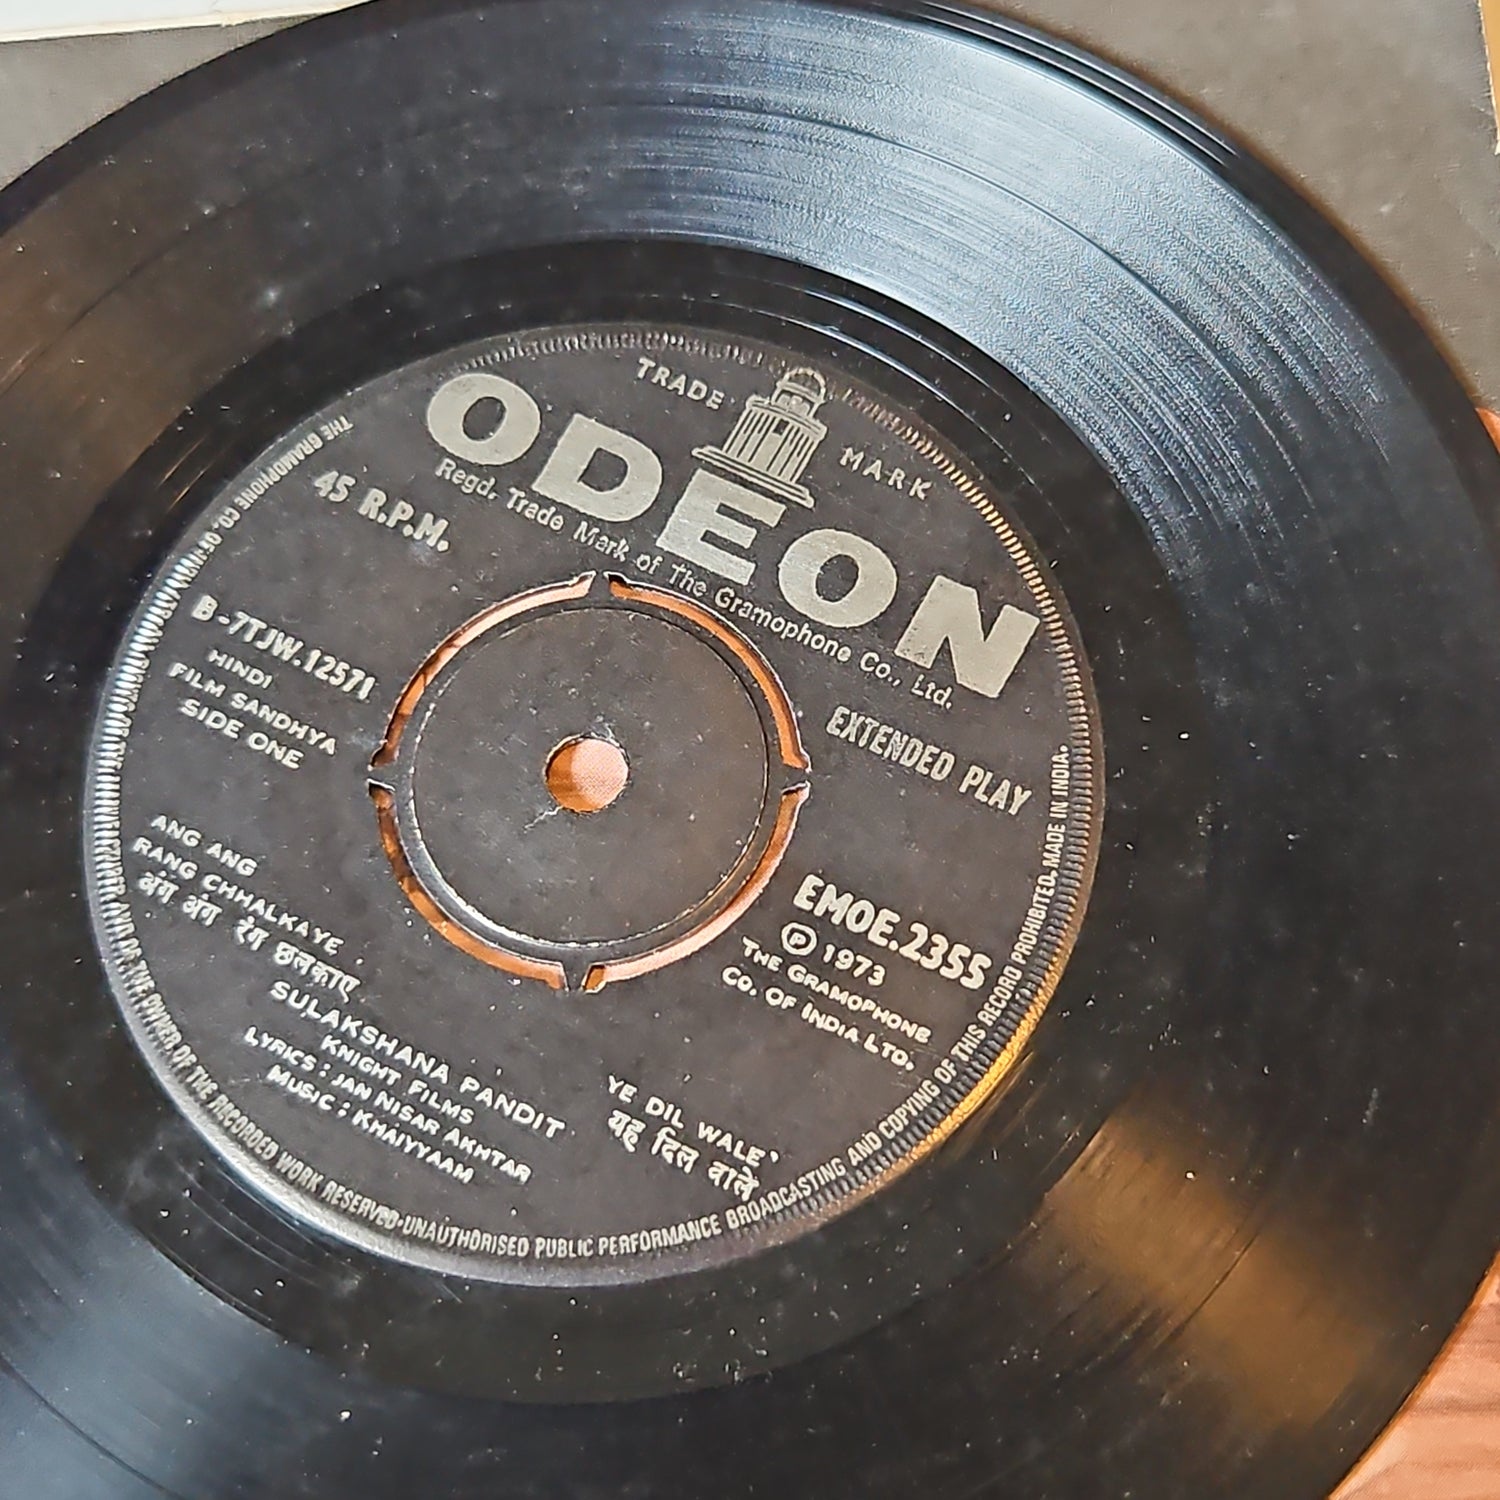 TRADE MARK
ODEON
Regd. Trade Mark of The Gramophone Co., Ltd.
45 R.P.M.
EXTENDED PLAY
B-7TJW.12571
HINDI
FILM SANDHYA
SIDE ONE
EMOE.2355
Ⓟ 1973
THE GRAMOPHONE
CO. OF INDIA LTD.
ANG ANG
RANG CHHALKAYE
अंग अंग रंग छलकाए
SULAKSHANA PANDIT
KNIGHT FILMS
LYRICS : JAN NISAR AKHTAR
MUSIC : KHAIYYAAM
YE DIL WALE'
यह दिल वाले
THE GRAMOPHONE CO. OF AND OF THE OWNER OF THE RECORDED WORK RESERVED·UNAUTHORISED PUBLIC PERFORMANCE BROADCASTING AND COPYING OF THIS RECORD PROHIBITED·MADE IN INDIA.